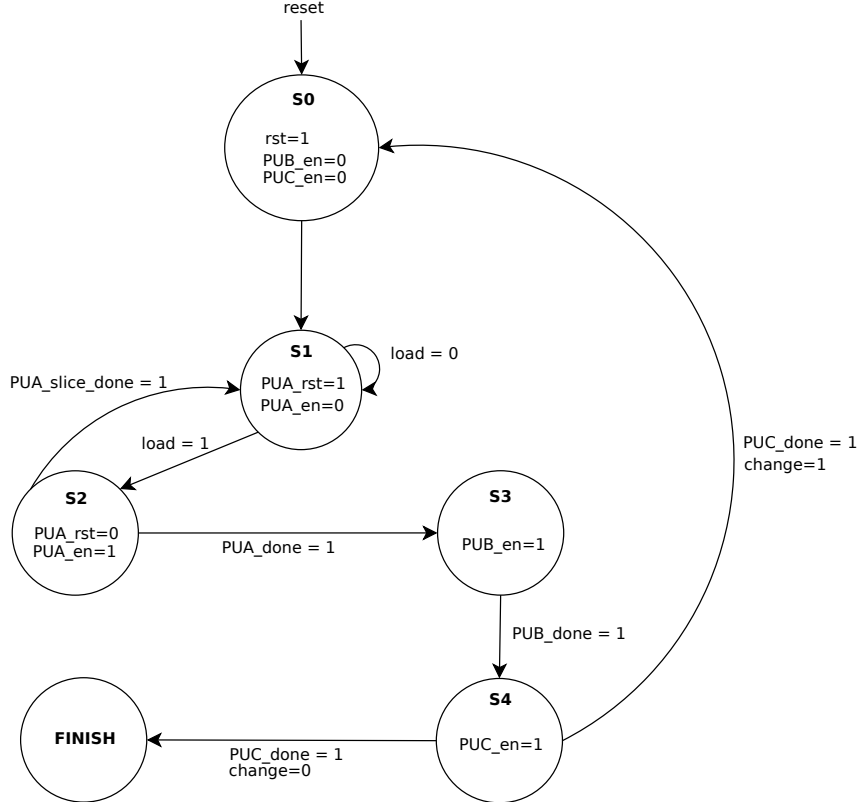 reset
S0
rst=1
PUB_en=0
PUC_en=0
S1
PUA_rst=1
PUA_en=0
load = 0
PUA_slice_done = 1
load = 1
S2
PUA_rst=0
PUA_en=1
PUA_done = 1
S3
PUB_en=1
PUC_done = 1
change=1
PUB_done = 1
S4
PUC_en=1
FINISH
PUC_done = 1
change=0